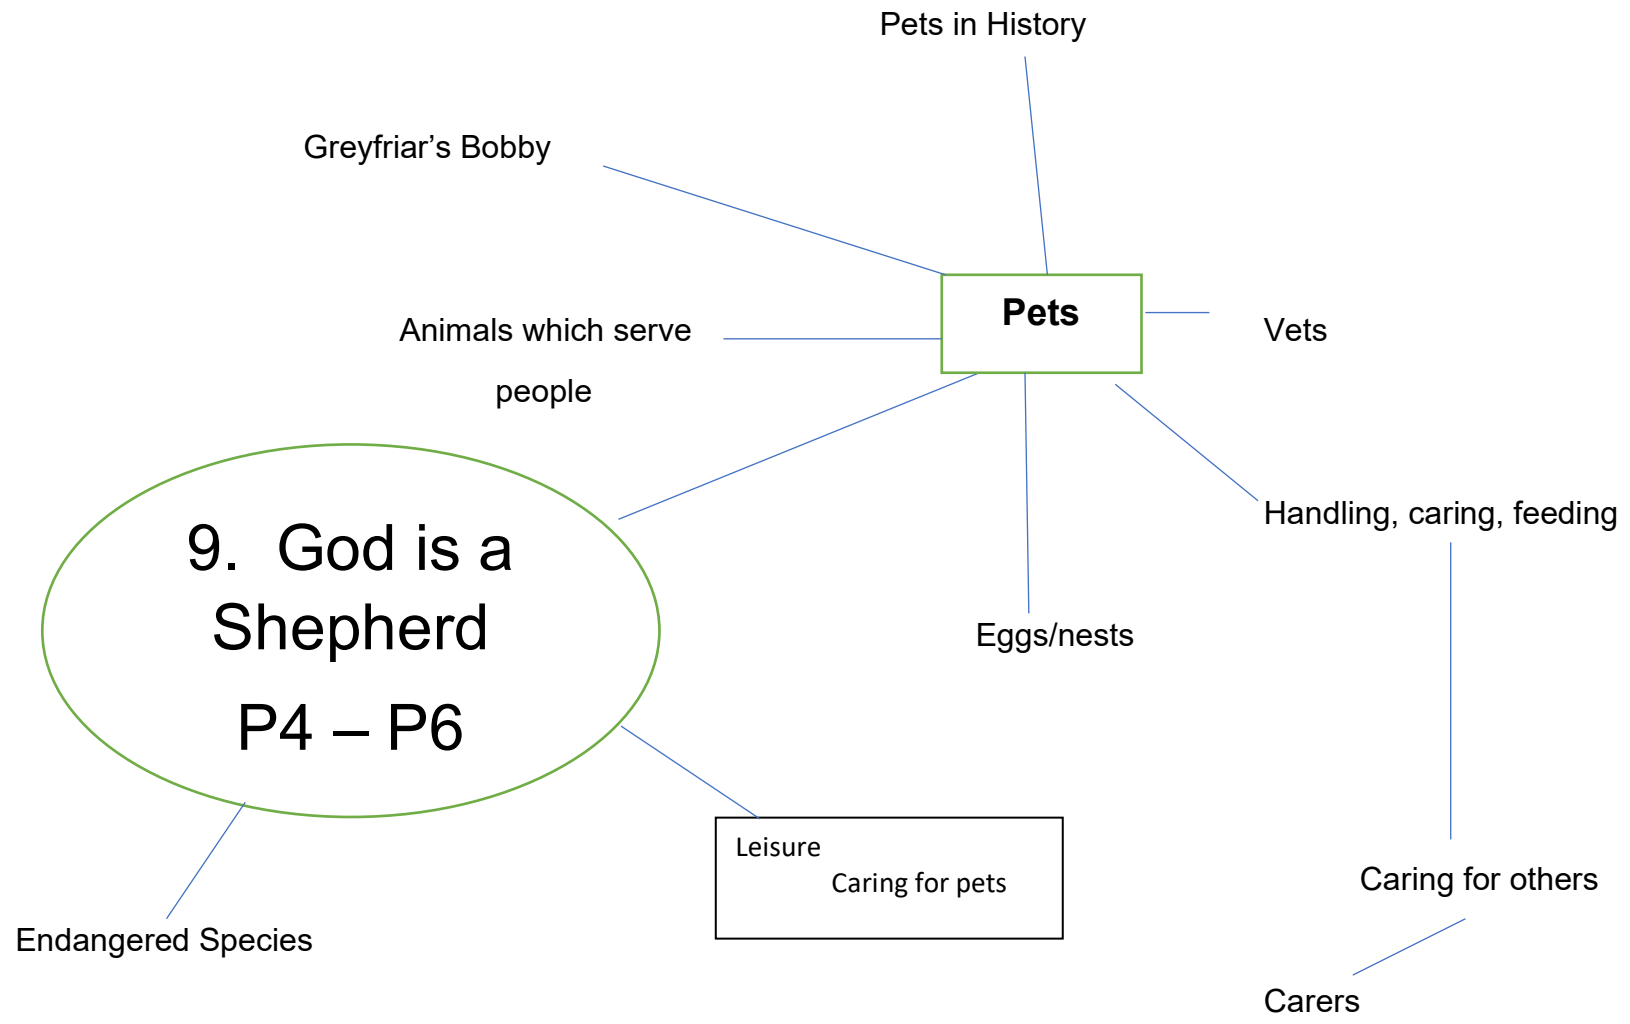 Pets in History
Greyfriar’s Bobby
Pets
Animals which serve
people
Vets
9.  God is a
Shepherd
P4 – P6
Handling, caring, feeding
Eggs/nests
Leisure
Caring for pets
Caring for others
Endangered Species
Carers